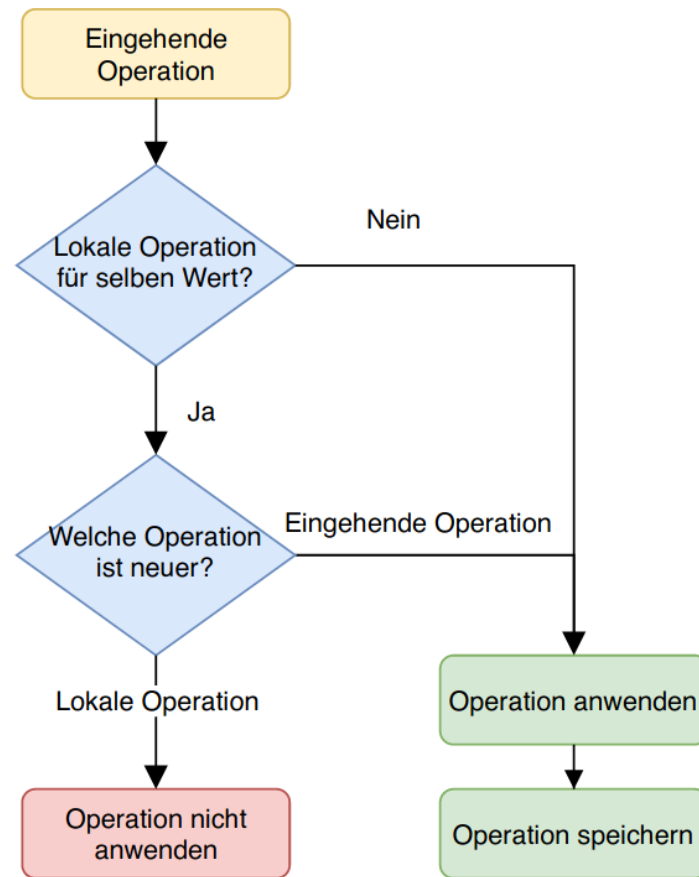 Eingehende
Operation
Nein
Lokale Operation
für selben Wert?
Ja
Eingehende Operation
Welche Operation
ist neuer?
Lokale Operation
Operation anwenden
Operation nicht
anwenden
Operation speichern